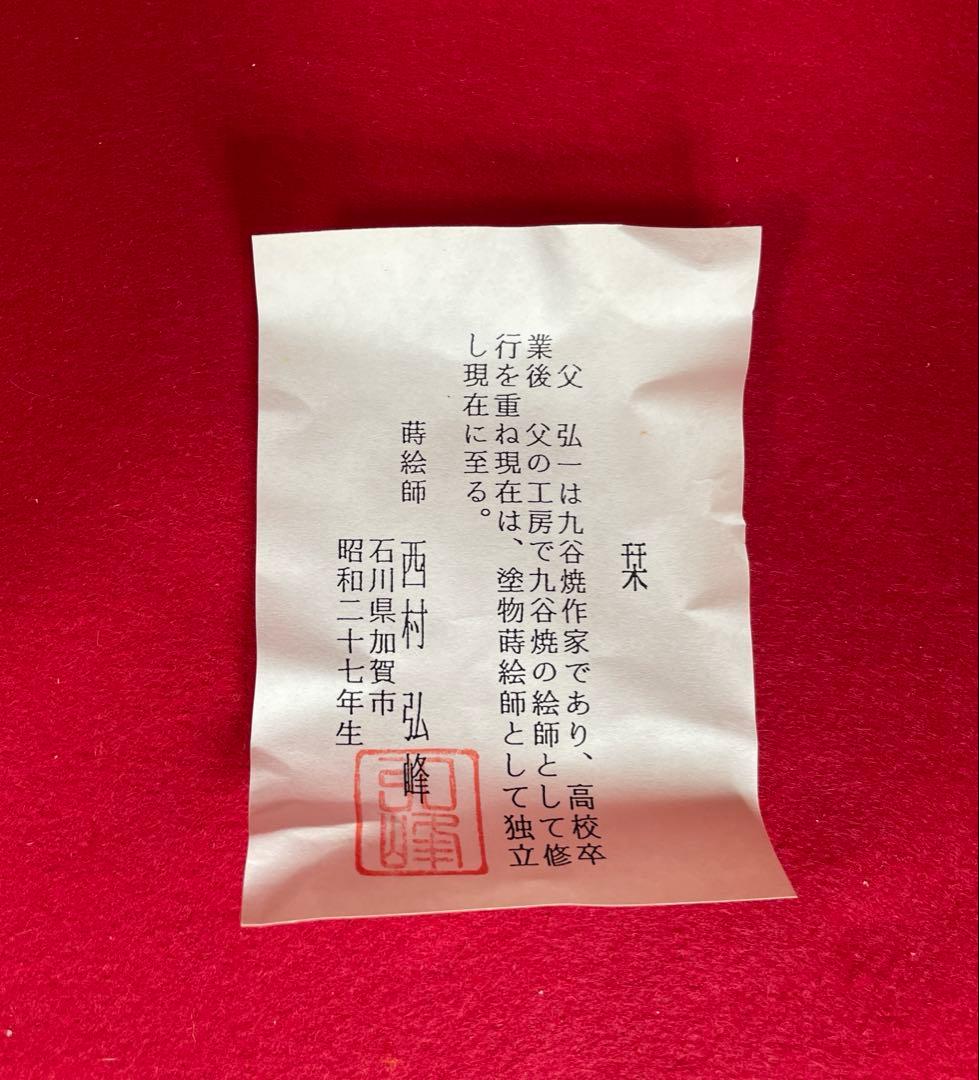 栞
父　弘一は九谷焼作家であり、高校卒
業後　父の工房で九谷焼の絵師として修
行を重ね現在は、塗物蒔絵師として独立
し現在に至る。
蒔絵師　西村　弘峰
石川県加賀市
昭和二十七年生
弘峰